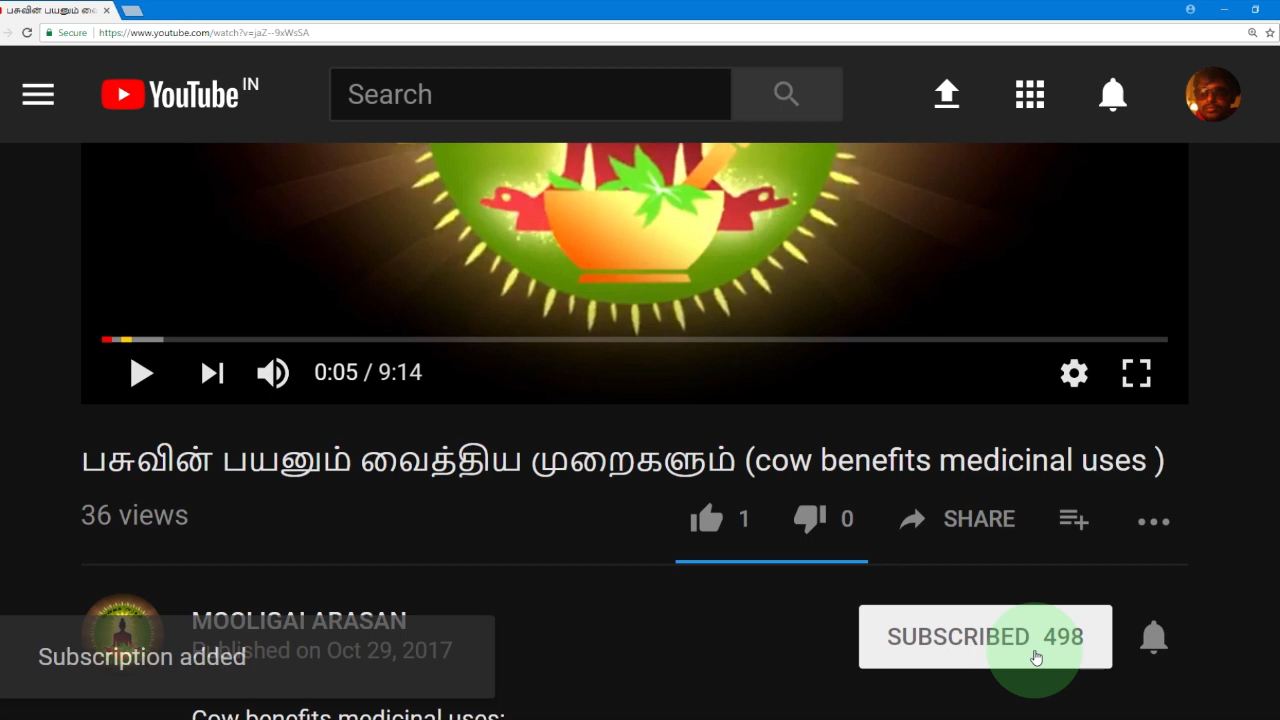 பசுவின் பயனும் வை
Secure https://www.youtube.com/watch?v=jaZ--9xWsSA
YouTube IN
Search
0:05 / 9:14
பசுவின் பயனும் வைத்திய முறைகளும் (cow benefits medicinal uses )
36 views
1 0 SHARE
MOOLIGAI ARASAN
Published on Oct 29, 2017
Subscription added
SUBSCRIBED 498
Cow benefits medicinal uses: